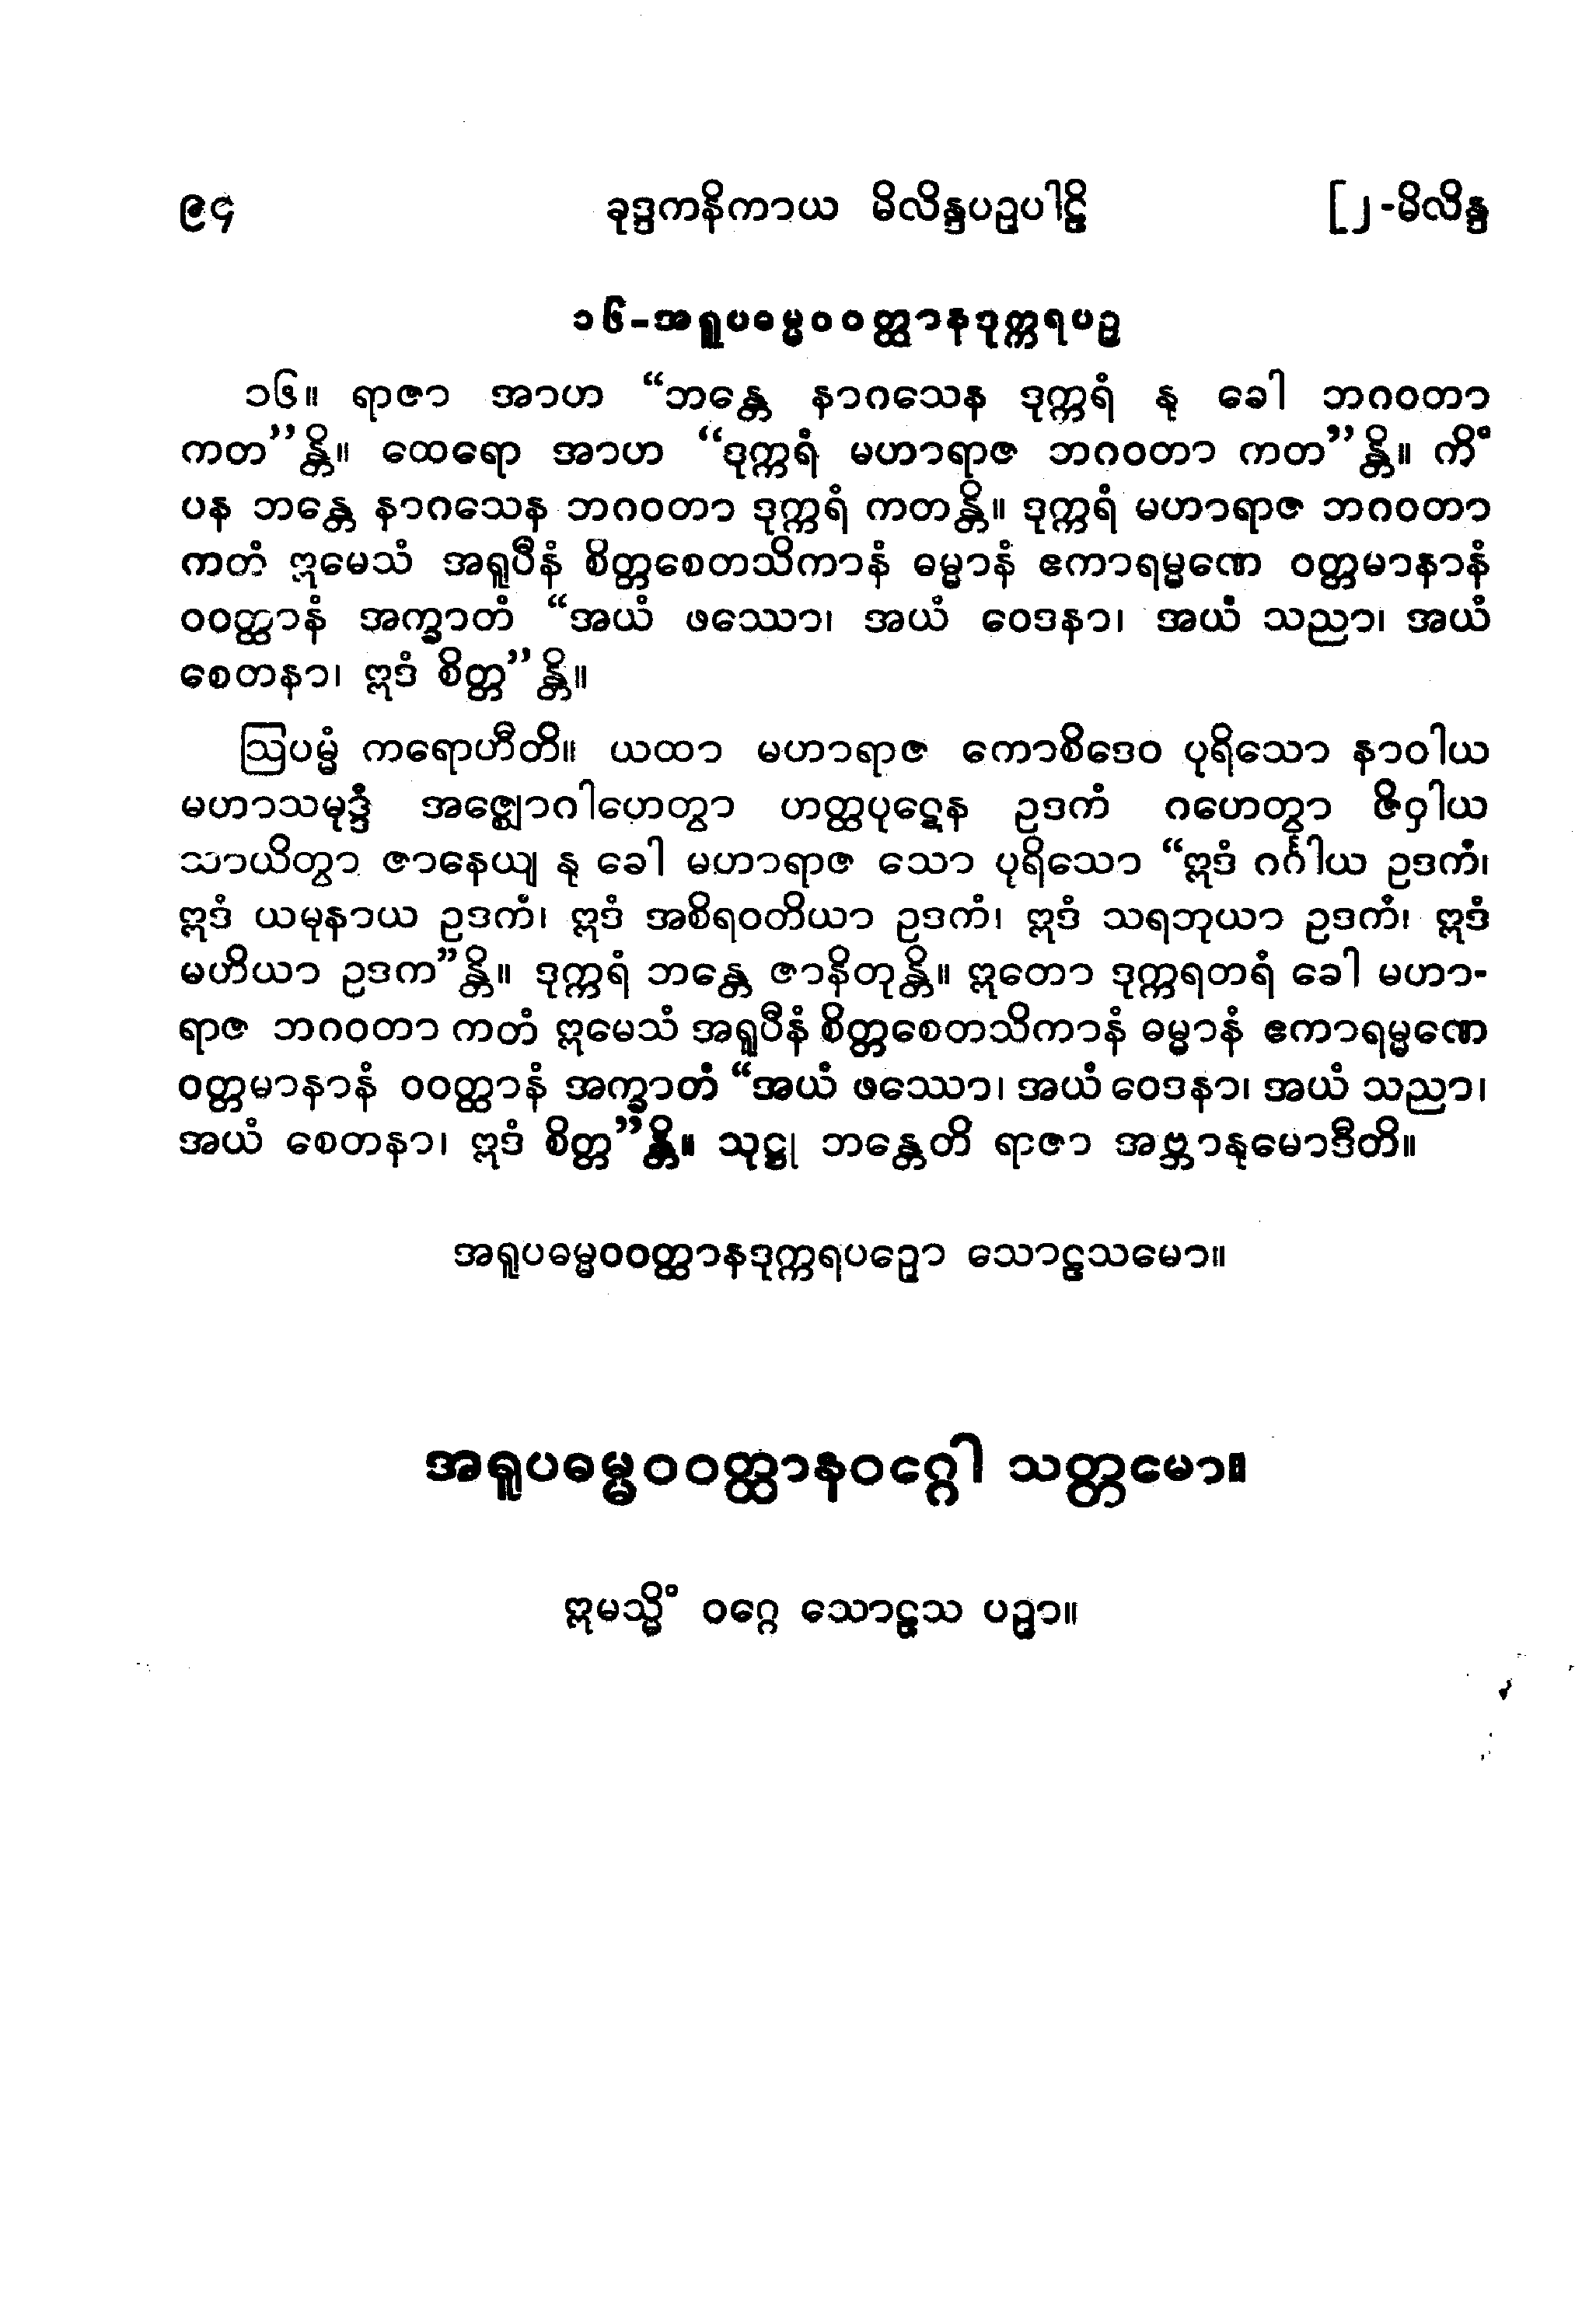 ၉၄ ခုဒ္ဒကနိကာယ မိလိန္ဒပဉှပါဠိ [၂-မိလိန္ဒ
၁၆-အရူပဓမ္မဝဝတ္ထာနဒုက္ကရပဉှ
၁၆။ ရာဇာ အာဟ “ဘန္တေ နာဂသေန ဒုက္ကရံ နု ခေါ ဘဂဝတာ
ကတ”န္တိ။ ထေရော အာဟ “ဒုက္ကရံ မဟာရာဇ ဘဂဝတာ ကတ”န္တိ။ ကိံ
ပန ဘန္တေ နာဂသေန ဘဂဝတာ ဒုက္ကရံ ကတန္တိ။ ဒုက္ကရံ မဟာရာဇ ဘဂဝတာ
ကတံ ဣမေသံ အရူပီနံ စိတ္တစေတသိကာနံ ဓမ္မာနံ ဧကာရမ္မဏေ ဝတ္တမာနာနံ
ဝဝတ္ထာနံ အက္ခာတံ “အယံ ဖဿော၊ အယံ ဝေဒနာ၊ အယံ သညာ၊ အယံ
စေတနာ၊ ဣဒံ စိတ္တ”န္တိ။
ဩပမ္မံ ကရောဟီတိ။ ယထာ မဟာရာဇ ကောစိဒေဝ ပုရိသော နာဝါယ
မဟာသမုဒ္ဒံ အဇ္ဈောဂါဟေတွာ ဟတ္ထပုဋေန ဥဒကံ ဂဟေတွာ ဇိဝှါယ
သာယိတွာ ဇာနေယျ နု ခေါ မဟာရာဇ သော ပုရိသော “ဣဒံ ဂင်္ဂါယ ဥဒကံ၊
ဣဒံ ယမုနာယ ဥဒကံ၊ ဣဒံ အစိရဝတိယာ ဥဒကံ၊ ဣဒံ သရဘုယာ ဥဒကံ၊ ဣဒံ
မဟိယာ ဥဒက”န္တိ။ ဒုက္ကရံ ဘန္တေ ဇာနိတုန္တိ။ ဣတော ဒုက္ကရတရံ ခေါ မဟာ-
ရာဇ ဘဂဝတာ ကတံ ဣမေသံ အရူပီနံ စိတ္တစေတသိကာနံ ဓမ္မာနံ ဧကာရမ္မဏေ
ဝတ္တမာနာနံ ဝဝတ္ထာနံ အက္ခာတံ “အယံ ဖဿော၊ အယံ ဝေဒနာ၊ အယံ သညာ၊
အယံ စေတနာ၊ ဣဒံ စိတ္တ”န္တိ။ သုဋ္ဌု ဘန္တေတိ ရာဇာ အဗ္ဘာနုမောဒီတိ။
အရူပဓမ္မဝဝတ္ထာနဒုက္ကရပဉှော သောဠသမော။
အရူပဓမ္မဝဝတ္ထာနဝဂ္ဂေါ သတ္တမော။
ဣမသ္မိံ ဝဂ္ဂေ သောဠသ ပဉှာ။